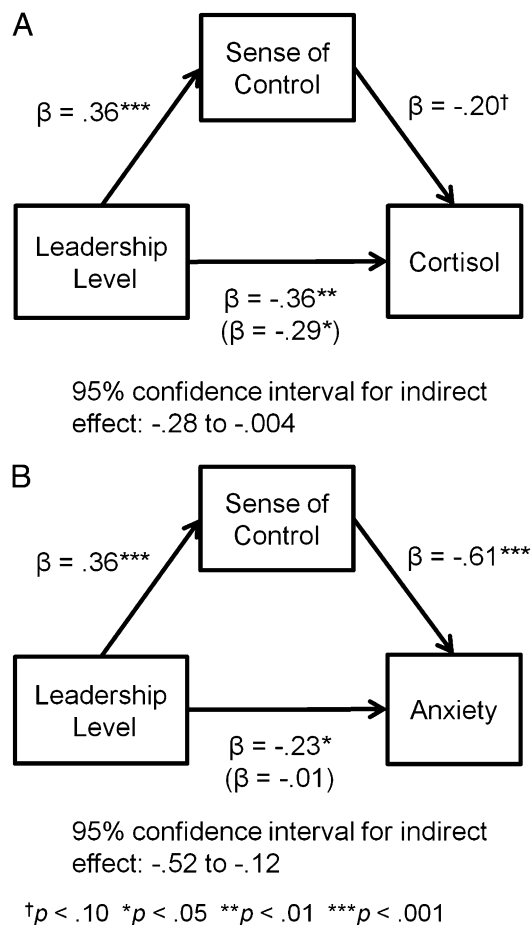 A
Sense of
Control
β = .36***
β = -.20†
Leadership
Level
Cortisol
β = -.36**
(β = -.29*)
95% confidence interval for indirect
effect: -.28 to -.004
B
Sense of
Control
β = .36***
β = -.61***
Leadership
Level
Anxiety
β = -.23*
(β = -.01)
95% confidence interval for indirect
effect: -.52 to -.12
†p < .10 *p < .05 **p < .01 ***p < .001